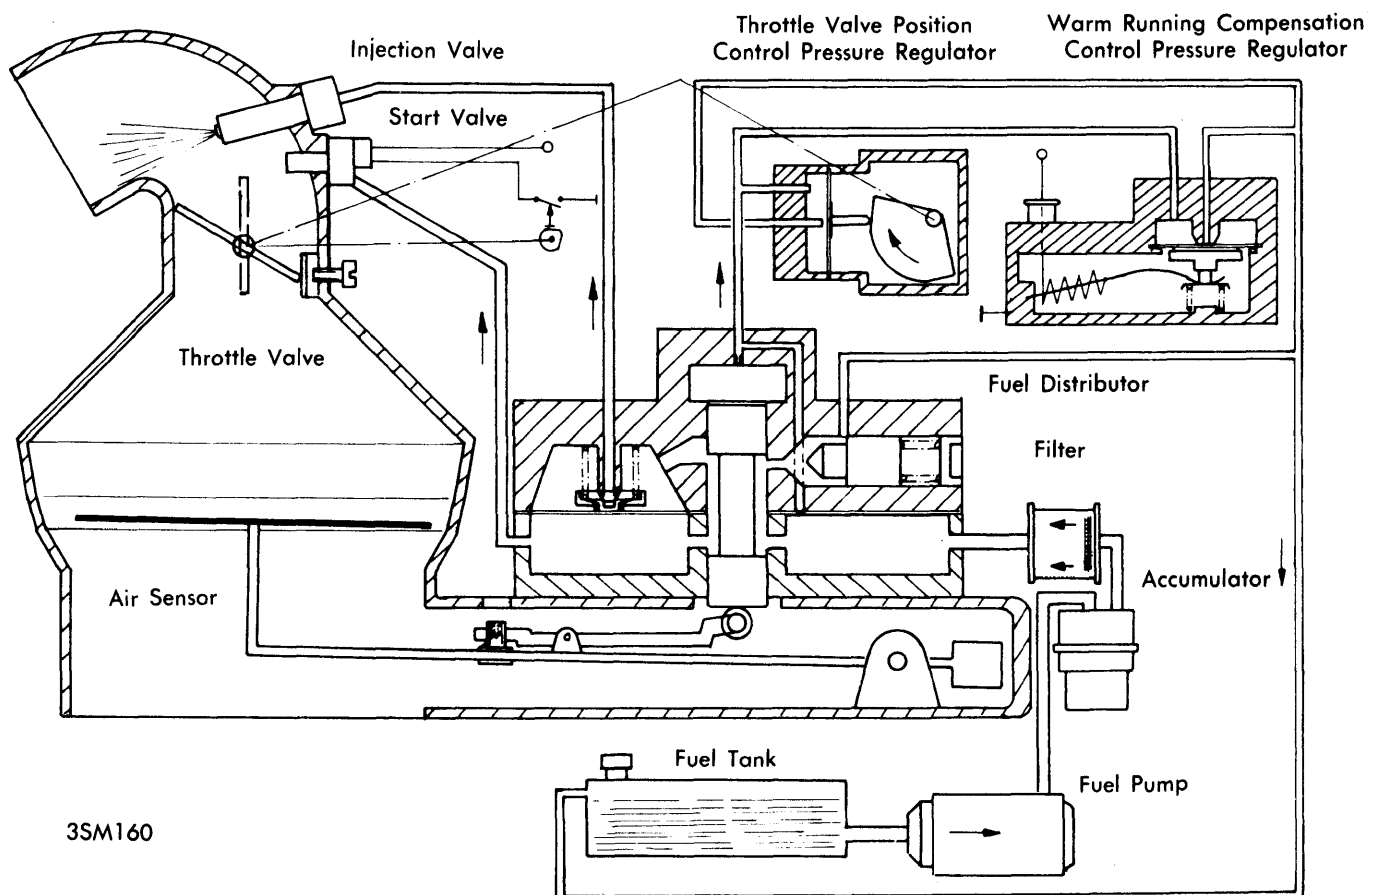 Throttle Valve Position
Control Pressure Regulator
Warm Running Compensation
Control Pressure Regulator
Injection Valve
Start Valve
Throttle Valve
Fuel Distributor
Filter
Accumulator
Air Sensor
Fuel Tank
Fuel Pump
3SM160